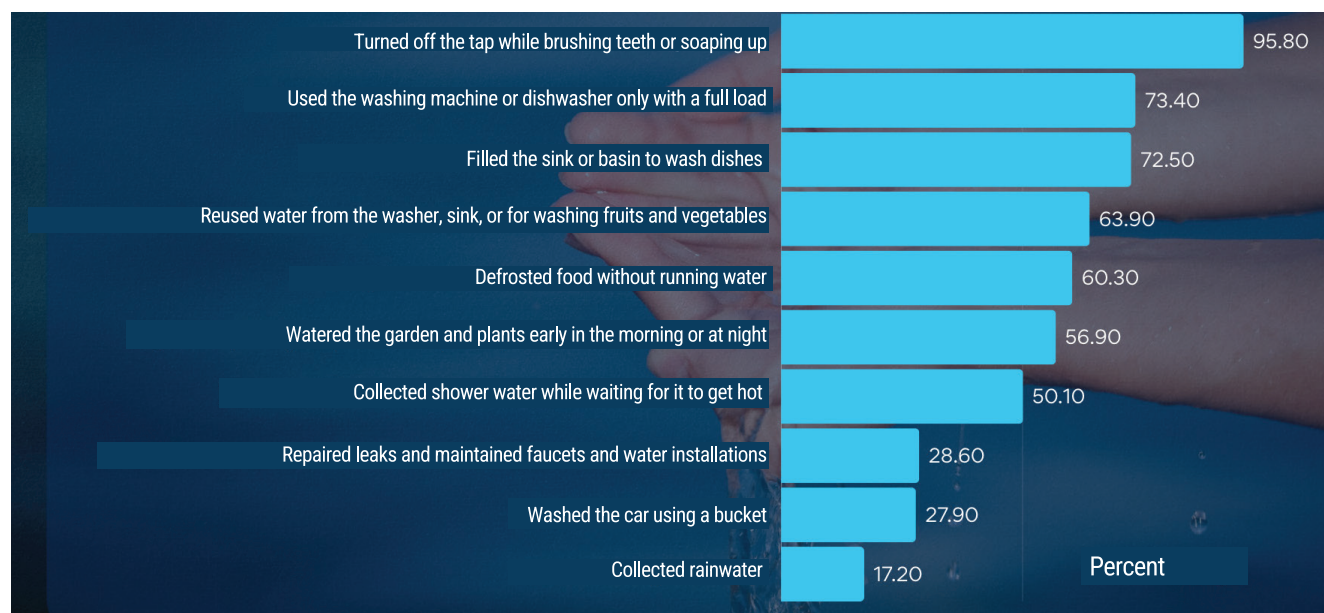 Turned off the tap while brushing teeth or soaping up 95.80
Used the washing machine or dishwasher only with a full load 73.40
Filled the sink or basin to wash dishes 72.50
Reused water from the washer, sink, or for washing fruits and vegetables 63.90
Defrosted food without running water 60.30
Watered the garden and plants early in the morning or at night 56.90
Collected shower water while waiting for it to get hot 50.10
Repaired leaks and maintained faucets and water installations 28.60
Washed the car using a bucket 27.90
Collected rainwater 17.20
Percent